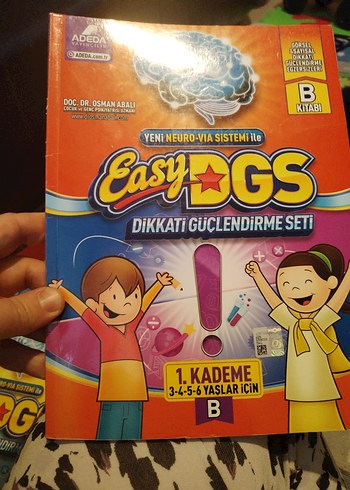 ADEDA
YAYINCILIK
ADEDA.com.tr
DOÇ. DR. OSMAN ABALI
ÇOCUK ve GENÇ PSİKİYATRİSİ UZMANI
GÖRSEL
&SAYISAL
DİKKAT
GÜÇLENDİRME
EGZERSİZLERİ
B
KİTABI
YENİ NEURO-VIA SİSTEMİ ile
Easy DGS
DİKKATİ GÜÇLENDİRME SETİ
!
1. KADEME
3-4-5-6 YAŞLAR İÇİN
B